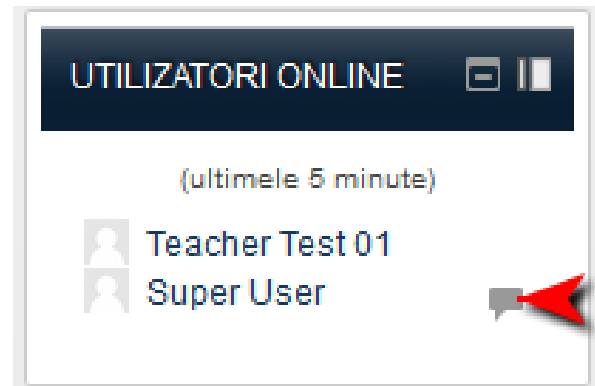 UTILIZATORI ONLINE
(ultimele 5 minute)
Teacher Test 01
Super User